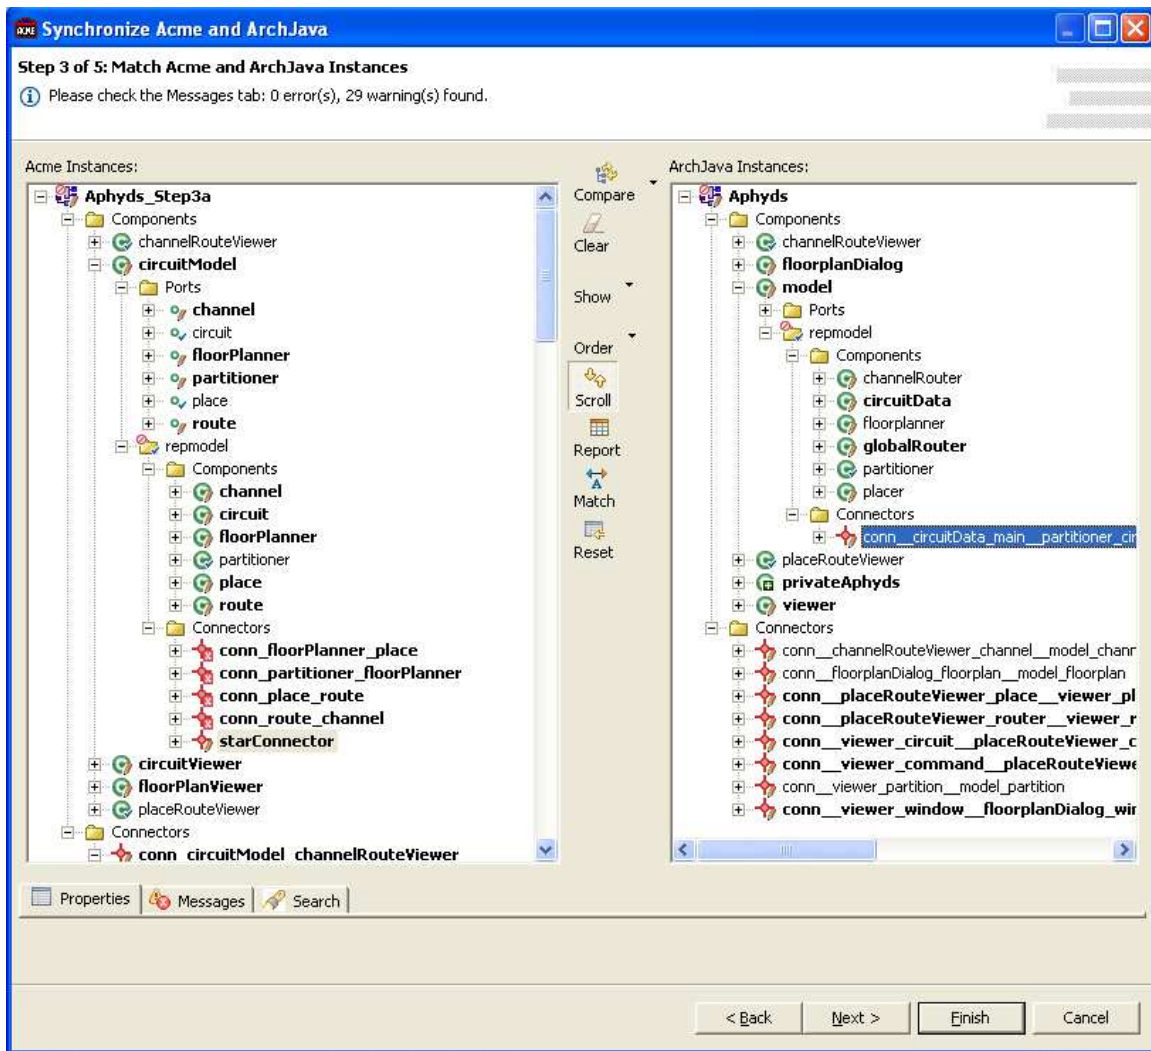 ACME Synchronize Acme and ArchJava
Step 3 of 5: Match Acme and ArchJava Instances
Please check the Messages tab: 0 error(s), 29 warning(s) found.
Acme Instances:
Aphyds_Step3a
Components
channelRouteViewer
circuitModel
Ports
channel
circuit
floorPlanner
partitioner
place
route
repmodel
Components
channel
circuit
floorPlanner
partitioner
place
route
Connectors
conn_floorPlanner_place
conn_partitioner_floorPlanner
conn_place_route
conn_route_channel
starConnector
circuitViewer
floorPlanViewer
placeRouteViewer
Connectors
conn_circuitModel_channelRouteViewer
Compare
Clear
Show
Order
Scroll
Report
Match
Reset
ArchJava Instances:
Aphyds
Components
channelRouteViewer
floorplanDialog
model
Ports
repmodel
Components
channelRouter
circuitData
floorplanner
globalRouter
partitioner
placer
Connectors
conn__circuitData_main__partitioner_cir
placeRouteViewer
privateAphyds
viewer
Connectors
conn__channelRouteViewer_channel__model_chanr
conn__floorplanDialog_floorplan__model_floorplan
conn__placeRouteViewer_place__viewer_pl
conn__placeRouteViewer_router__viewer_r
conn__viewer_circuit__placeRouteViewer_c
conn__viewer_command__placeRouteViewe
conn__viewer_partition__model_partition
conn__viewer_window__floorplanDialog_wir
Properties Messages Search
< Back Next > Finish Cancel